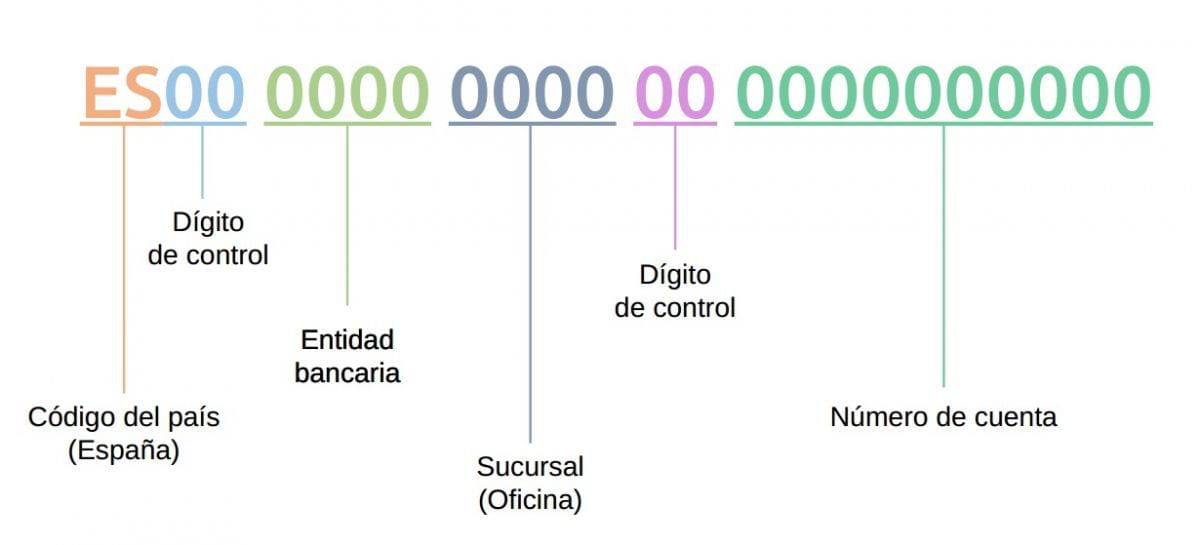 ES00 0000 0000 00 0000000000
Dígito
de control
Entidad
bancaria
Código del país
(España)
Sucursal
(Oficina)
Dígito
de control
Número de cuenta